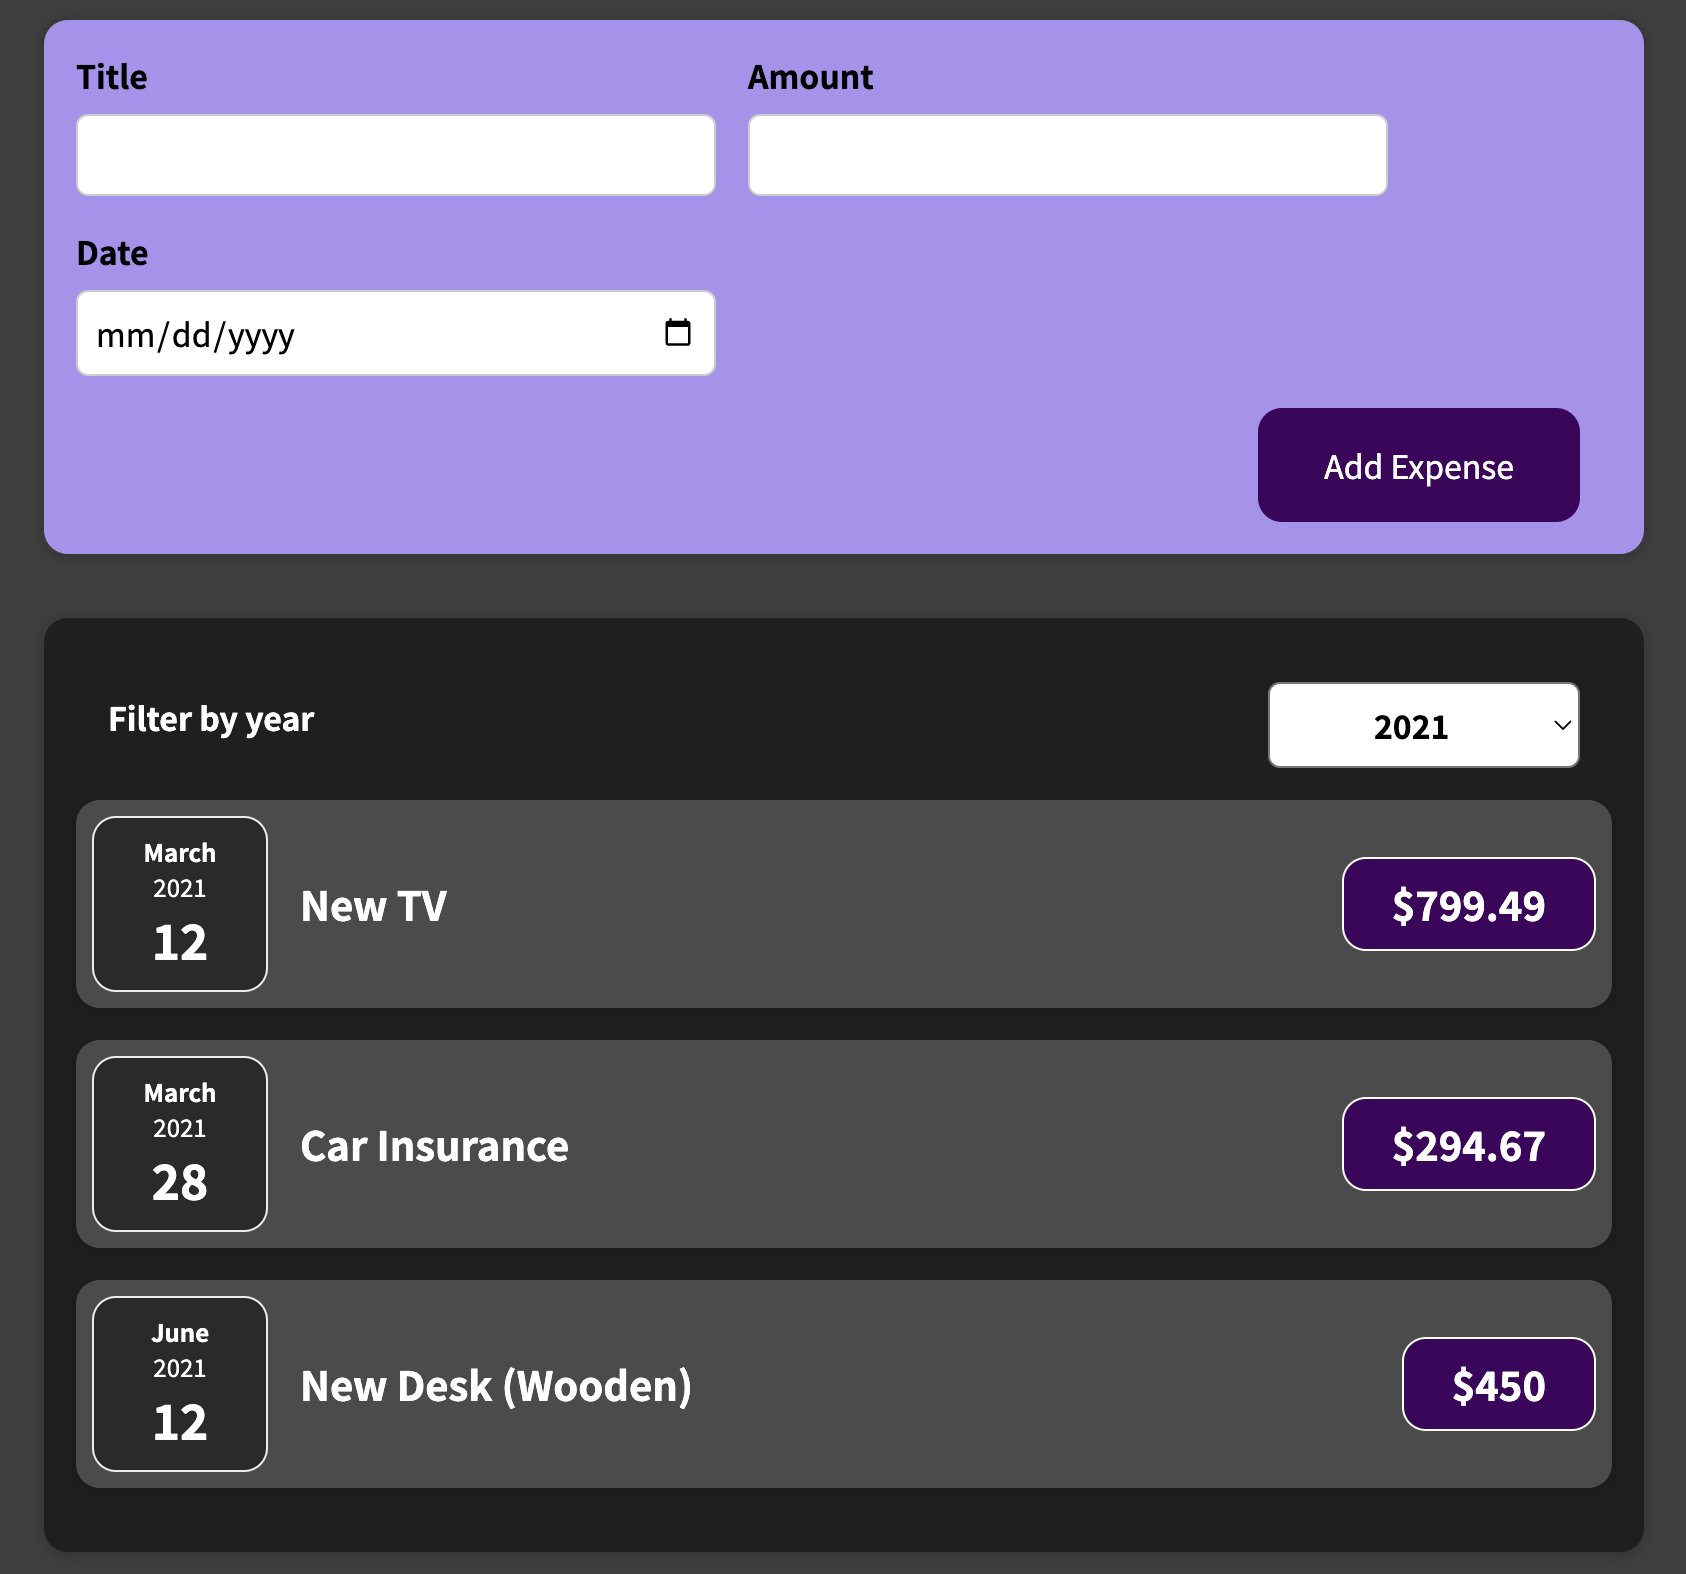 Title
Amount
Date
mm/dd/yyyy
Add Expense
Filter by year
2021
March
2021
12
New TV
$799.49
March
2021
28
Car Insurance
$294.67
June
2021
12
New Desk (Wooden)
$450